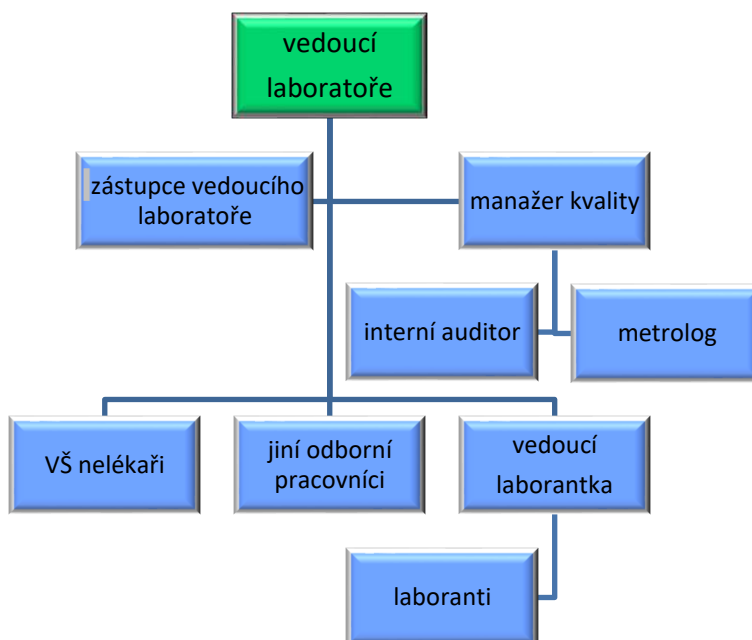 vedoucí
laboratoře
zástupce vedoucího
laboratoře
manažer kvality
interní auditor
metrolog
VŠ nelékaři
jiní odborní
pracovníci
vedoucí
laborantka
laboranti